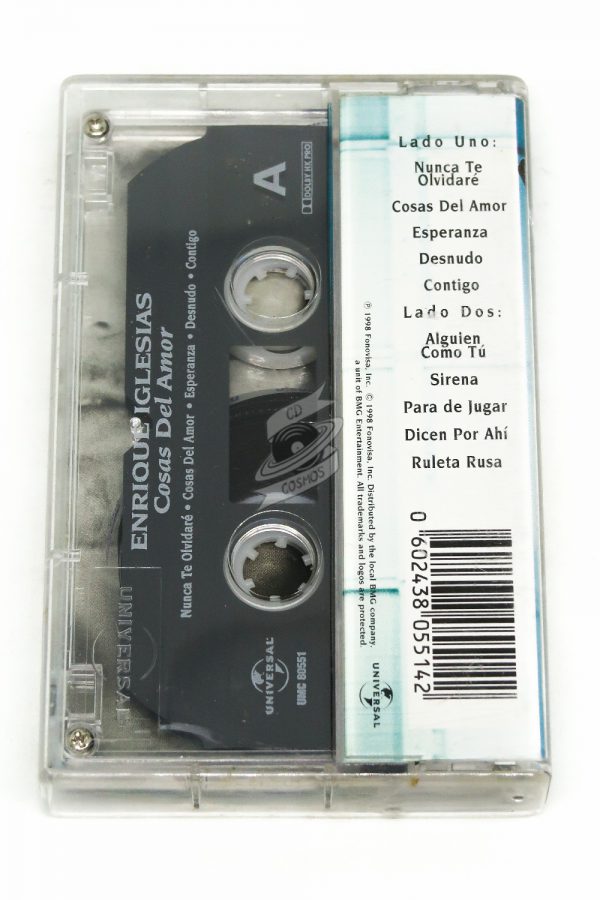 A
DOLBY HX PRO
ENRIQUE IGLESIAS
Cosas Del Amor
Nunca Te Olvidaré • Cosas Del Amor • Esperanza • Desnudo • Contigo
UNIVERSAL
UMC 80551
UNIVERSAL
CD
COSMOS
Lado Uno:
Nunca Te
Olvidaré
Cosas Del Amor
Esperanza
Desnudo
Contigo
Lado Dos:
Alguien
Como Tú
Sirena
Para de Jugar
Dicen Por Ahí
Ruleta Rusa
℗ 1998 Fonovisa, Inc. © 1998 Fonovisa, Inc. Distributed by the local BMG company.
a unit of BMG Entertainment. All trademarks and logos are protected.
UNIVERSAL
0 602438 055142